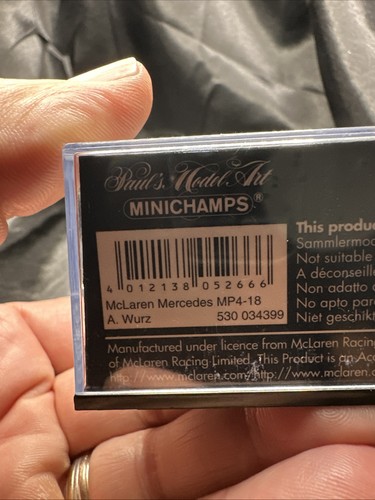 Paul's Model Art
MINICHAMPS®
4 012138 052666
McLaren Mercedes MP4-18
A. Wurz 530 034399
This produ
Sammlermod
Not suitable
A déconseille
Non adatto
No apto par
Niet geschikt
Manufactured under licence from McLaren Racin
of McLaren Racing Limited. This Product is an Acc
http://www.mclaren.com/http://www.mclaren.c